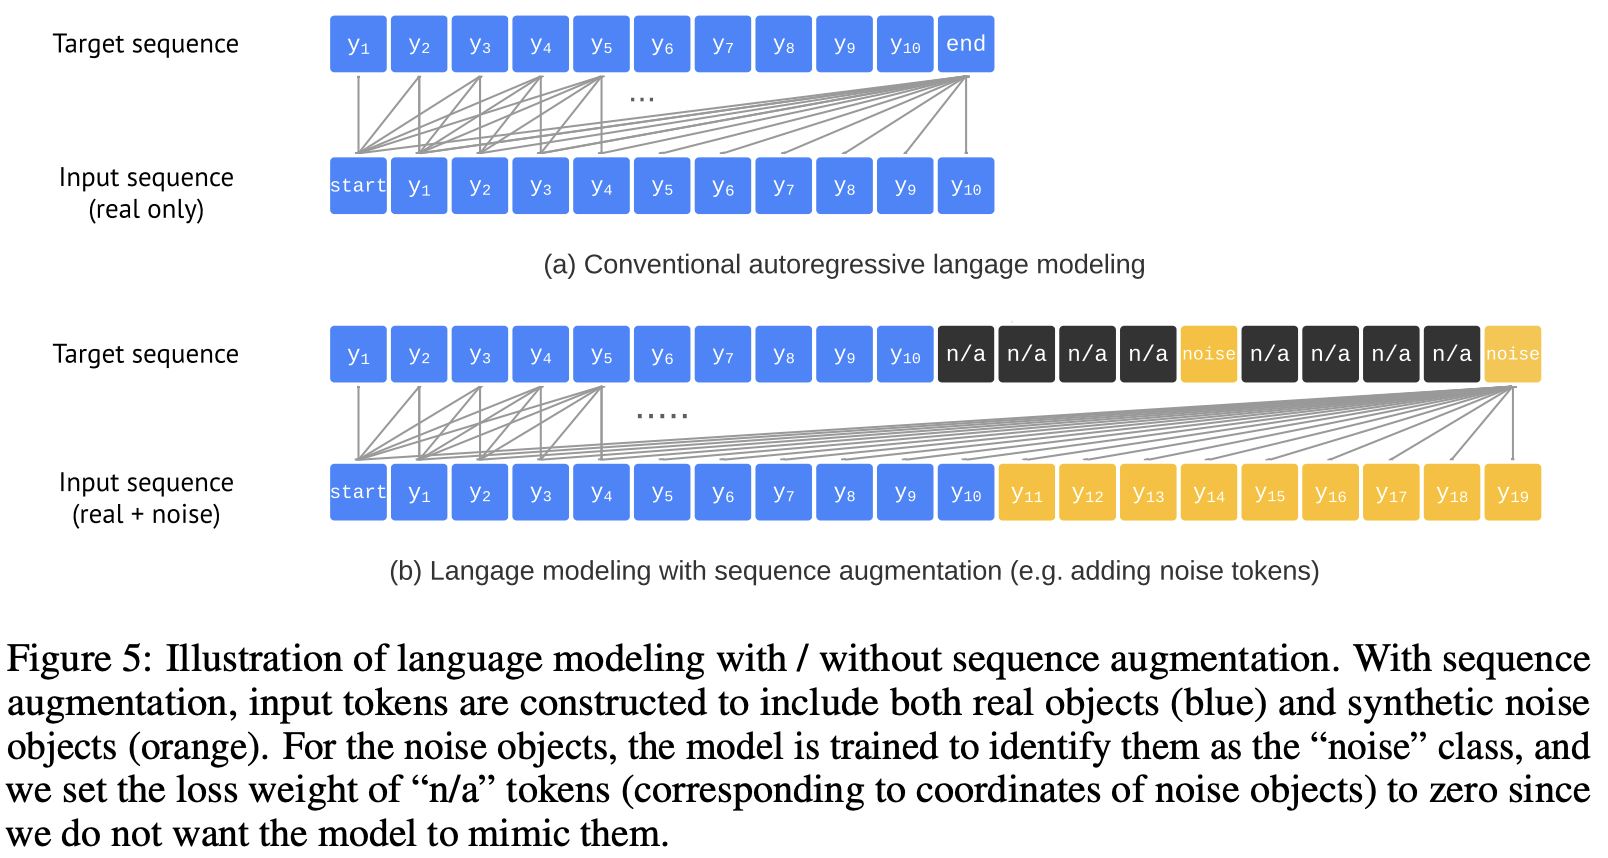 Target sequence y1 y2 y3 y4 y5 y6 y7 y8 y9 y10 end
...
Input sequence (real only) start y1 y2 y3 y4 y5 y6 y7 y8 y9 y10
(a) Conventional autoregressive langage modeling
Target sequence y1 y2 y3 y4 y5 y6 y7 y8 y9 y10 n/a n/a n/a n/a noise n/a n/a n/a n/a noise
.....
Input sequence (real + noise) start y1 y2 y3 y4 y5 y6 y7 y8 y9 y10 y11 y12 y13 y14 y15 y16 y17 y18 y19
(b) Langage modeling with sequence augmentation (e.g. adding noise tokens)
Figure 5: Illustration of language modeling with / without sequence augmentation. With sequence
augmentation, input tokens are constructed to include both real objects (blue) and synthetic noise
objects (orange). For the noise objects, the model is trained to identify them as the “noise” class, and
we set the loss weight of “n/a” tokens (corresponding to coordinates of noise objects) to zero since
we do not want the model to mimic them.